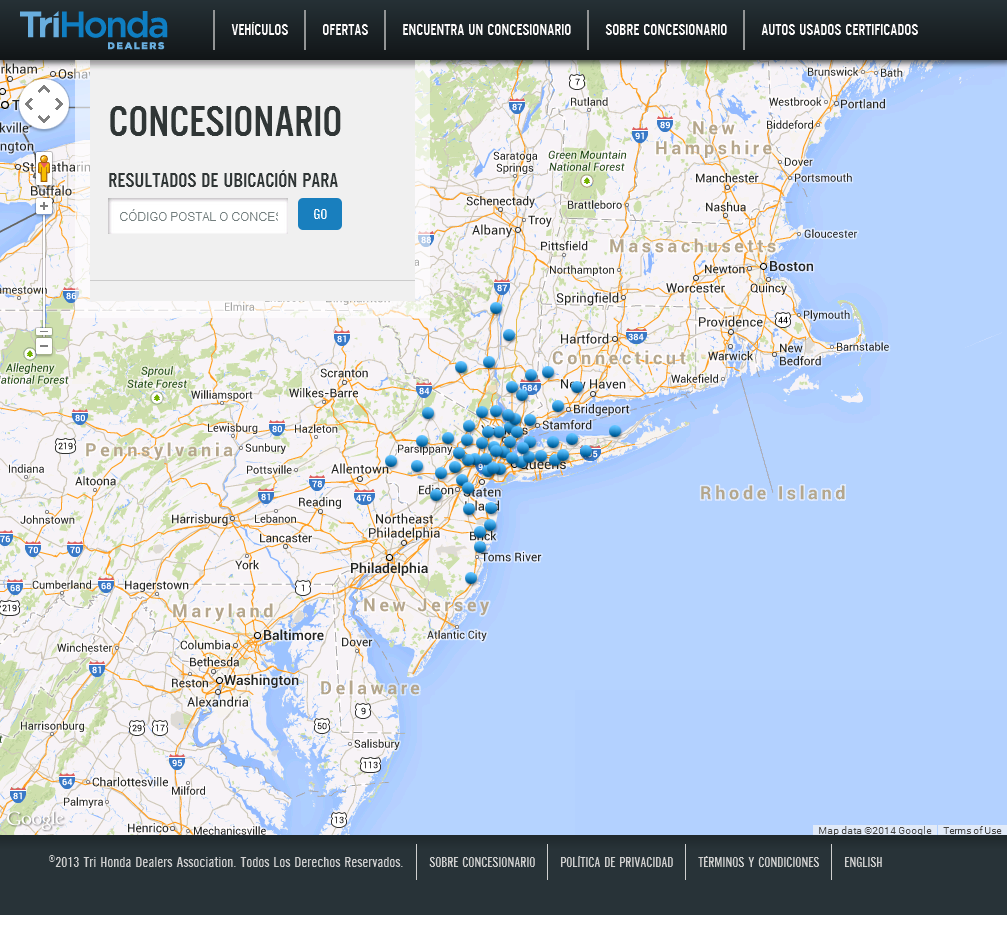 TriHonda
DEALERS
VEHÍCULOS
OFERTAS
ENCUENTRA UN CONCESIONARIO
SOBRE CONCESIONARIO
AUTOS USADOS CERTIFICADOS
CONCESIONARIO
RESULTADOS DE UBICACIÓN PARA
CÓDIGO POSTAL O CONCES
GO
Brunswick
Bath
Rutland
Westbrook
Portland
New
Hampshire
Biddeford
Saratoga
Springs
Green Mountain
National Forest
Dover
Manchester
Portsmouth
Schenectady
Brattleboro
Nashua
Troy
Albany
Gloucester
Pittsfield
Massachusetts
Northampton
Newton
Boston
Worcester
Quincy
Springfield
Buffalo
Elmira
Plymouth
Providence
Hartford
Connecticut
Warwick
New
Bedford
Barnstable
Wakefield
Allegheny
National Forest
Sproul
State Forest
Scranton
Wilkes-Barre
Williamsport
New Haven
Bridgeport
Stamford
Lewisburg
Hazleton
Sunbury
Pennsylvania
Parsippany
Indiana
Altoona
Pottsville
Allentown
Queens
Staten
Island
Reading
Rhode Island
Johnstown
Harrisburg
Lebanon
Lancaster
Northeast
Philadelphia
Brick
York
Philadelphia
Toms River
Cumberland
Hagerstown
Maryland
New Jersey
Winchester
Columbia
Baltimore
Dover
Atlantic City
Bethesda
Reston
Washington
Alexandria
Delaware
Harrisonburg
Salisbury
Charlottesville
Milford
Palmyra
Henrico
Mechanicsville
Google
Map data ©2014 Google
Terms of Use
©2013 Tri Honda Dealers Association. Todos Los Derechos Reservados.
SOBRE CONCESIONARIO
POLÍTICA DE PRIVACIDAD
TÉRMINOS Y CONDICIONES
ENGLISH